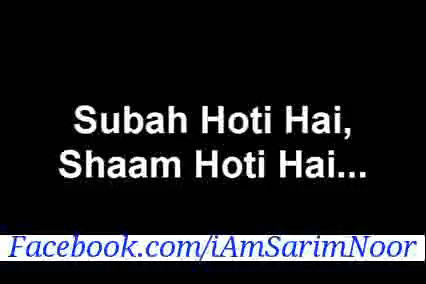 Subah Hoti Hai,
Shaam Hoti Hai...
Facebook.com/iAmSarimNoor